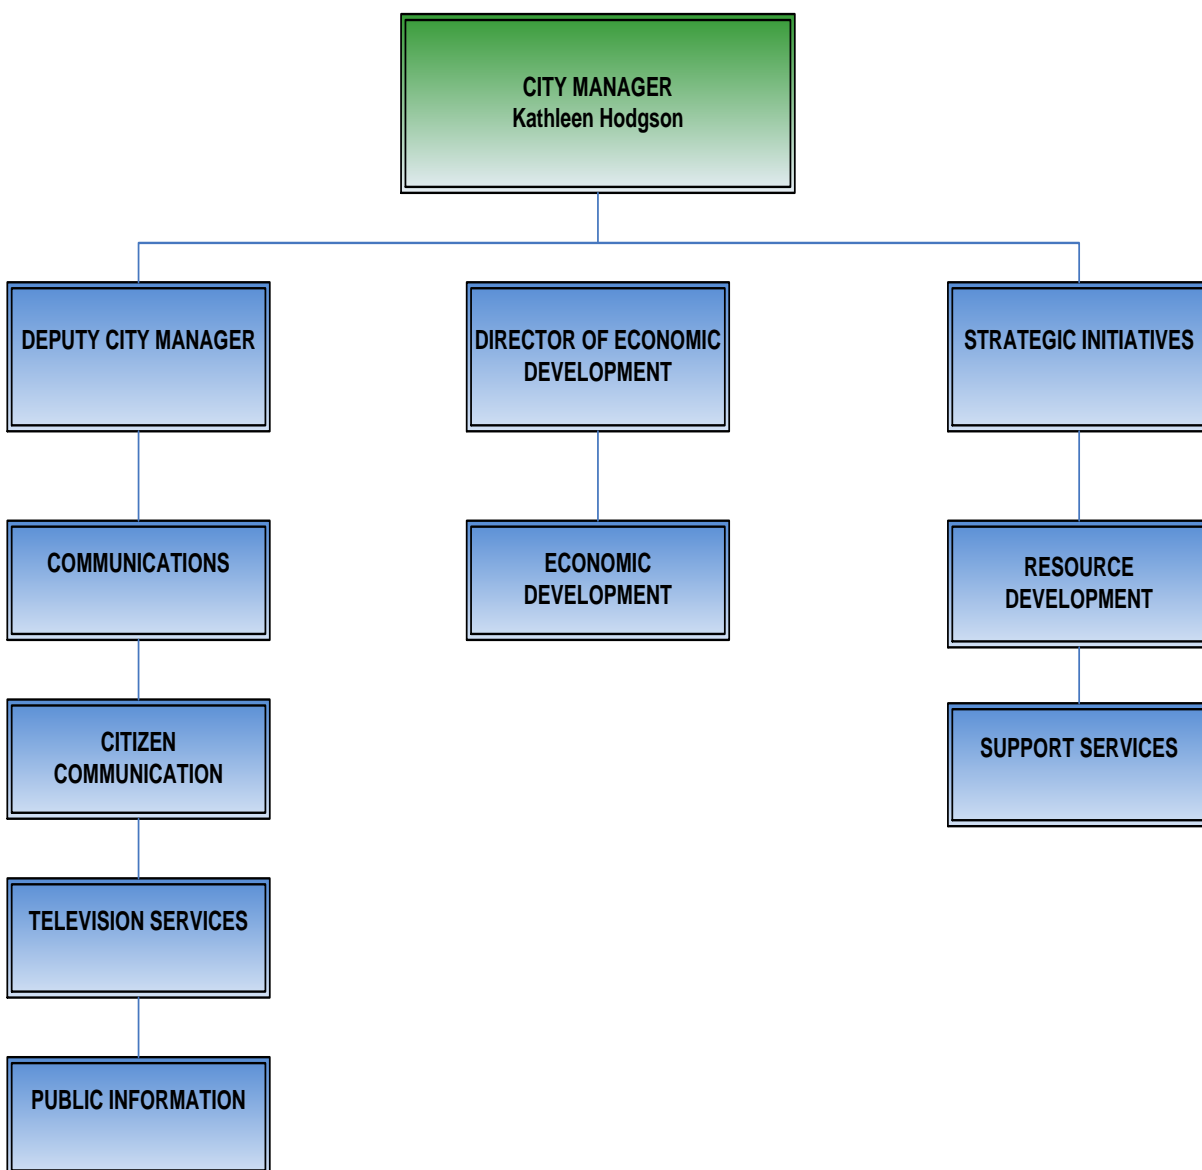 CITY MANAGER
Kathleen Hodgson
DEPUTY CITY MANAGER
DIRECTOR OF ECONOMIC
DEVELOPMENT
STRATEGIC INITIATIVES
COMMUNICATIONS
ECONOMIC
DEVELOPMENT
RESOURCE
DEVELOPMENT
CITIZEN
COMMUNICATION
SUPPORT SERVICES
TELEVISION SERVICES
PUBLIC INFORMATION